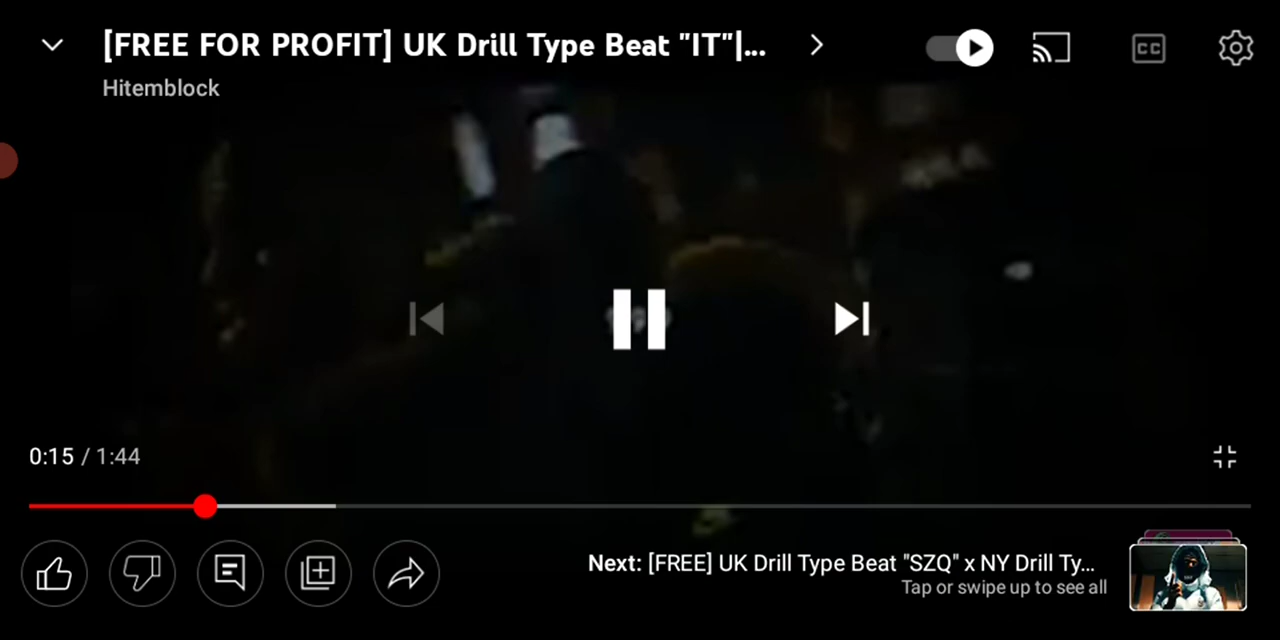 [FREE FOR PROFIT] UK Drill Type Beat "IT"|...
CC
Hitemblock
0:15 / 1:44
Next: [FREE] UK Drill Type Beat "SZQ" x NY Drill Ty...
Tap or swipe up to see all